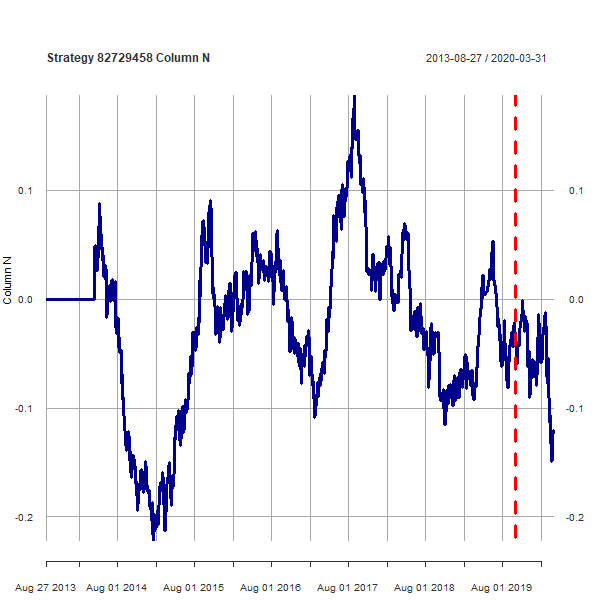 Strategy 82729458 Column N 2013-08-27 / 2020-03-31
0.1 0.1
0.0 0.0
-0.1 -0.1
-0.2 -0.2
Column N
Aug 27 2013 Aug 01 2014 Aug 01 2015 Aug 01 2016 Aug 01 2017 Aug 01 2018 Aug 01 2019